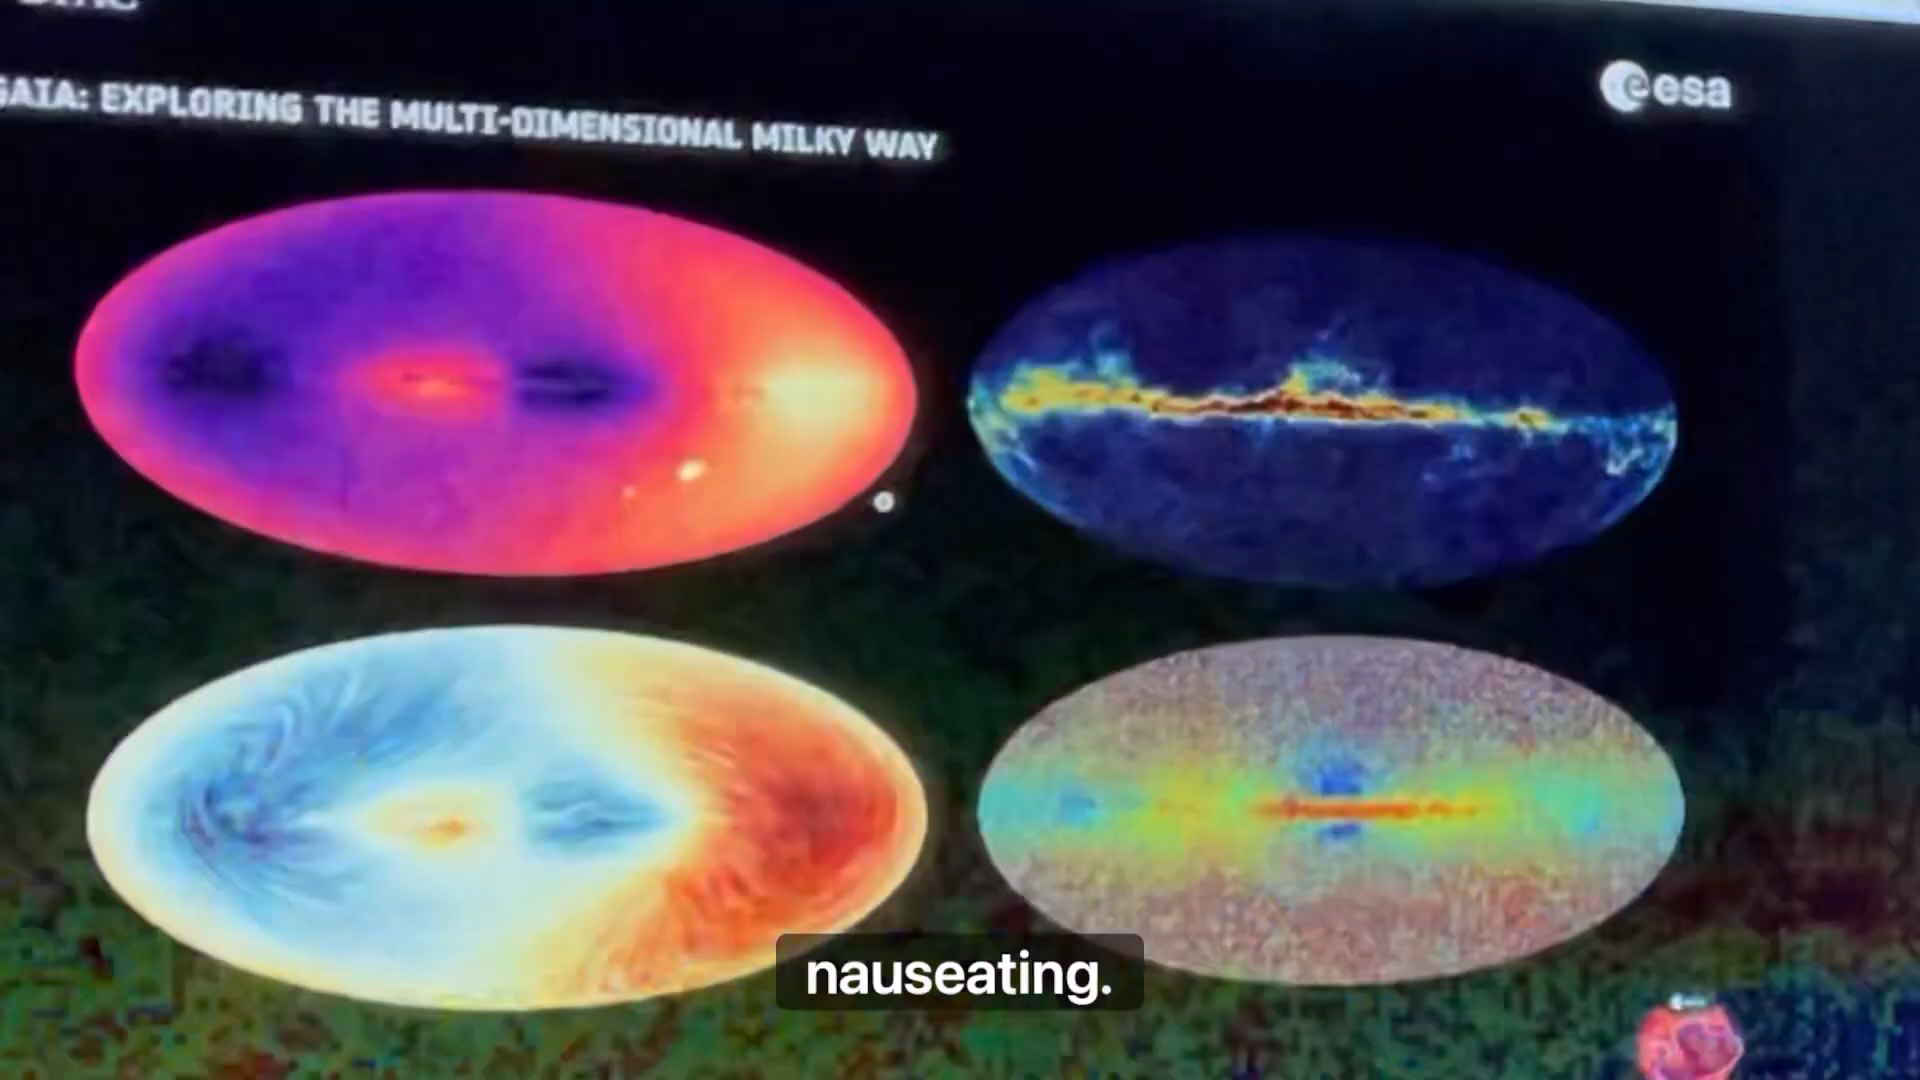 GAIA: EXPLORING THE MULTI-DIMENSIONAL MILKY WAY
esa
nauseating.